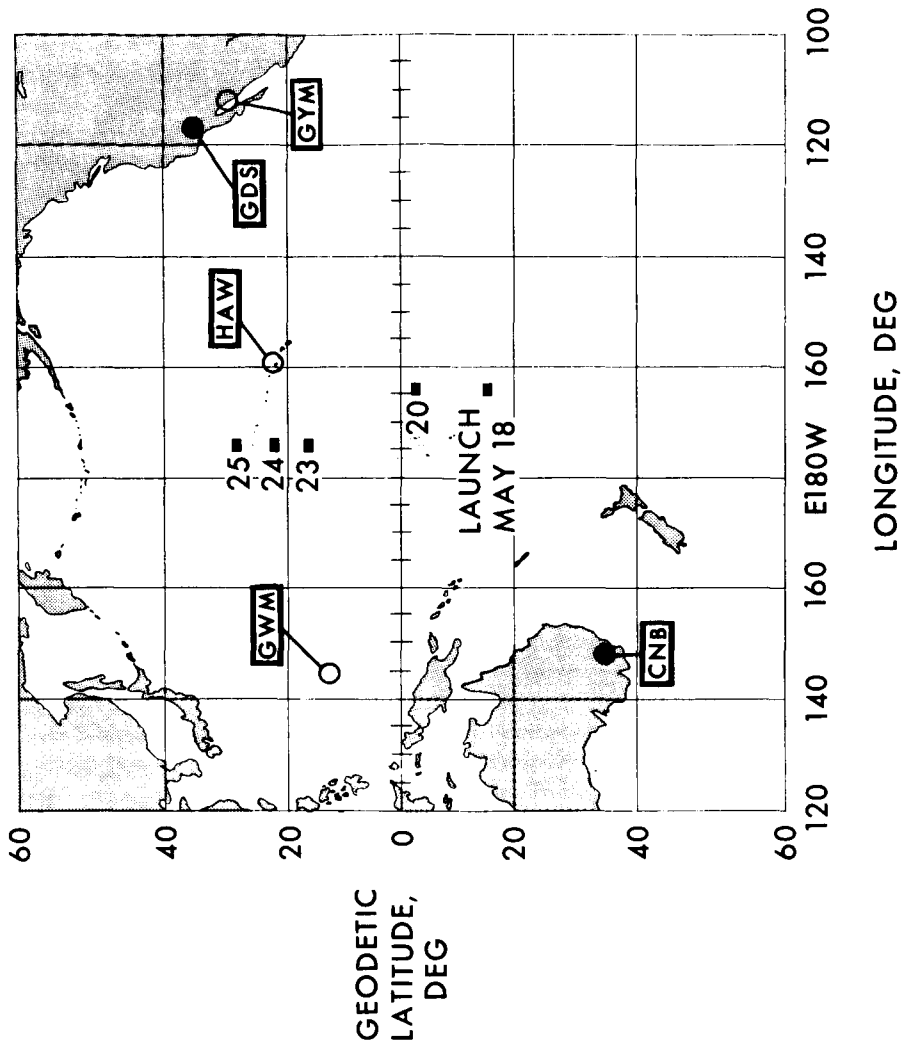 GEODETIC
LATITUDE,
DEG
60
40
20
0
20
40
60
GWM
HAW
GDS
GYM
25
24
23
20
LAUNCH
MAY 18
CNB
120
140
160
E180W
160
140
120
100
LONGITUDE, DEG